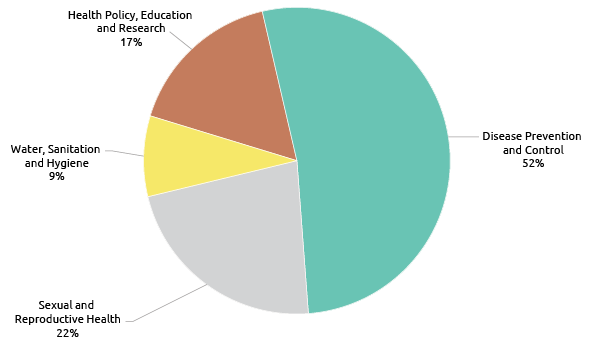 Health Policy, Education
and Research
17%
Disease Prevention
and Control
52%
Water, Sanitation
and Hygiene
9%
Sexual and
Reproductive Health
22%